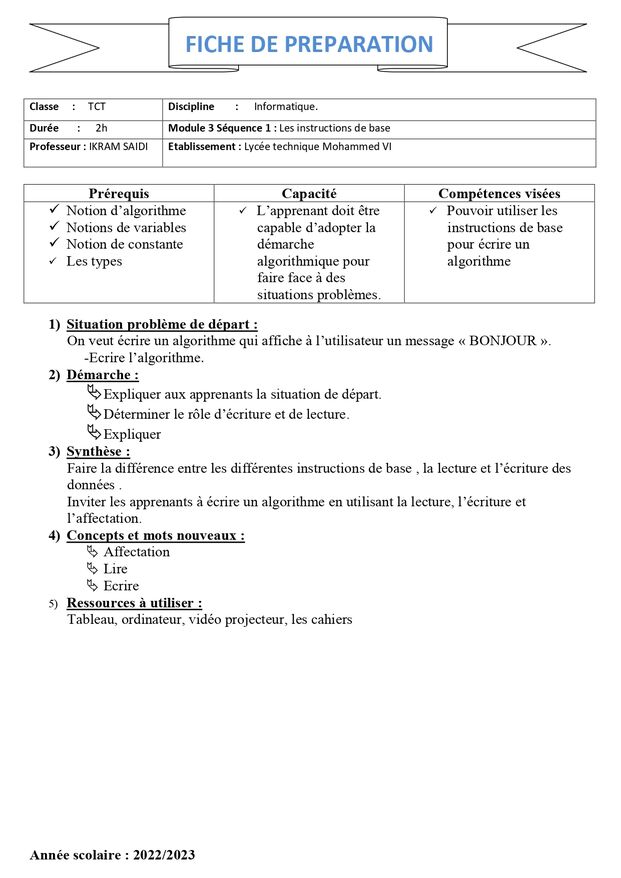 FICHE DE PREPARATION
Classe : TCT
Discipline : Informatique.
Durée : 2h
Module 3 Séquence 1 : Les instructions de base
Professeur : IKRAM SAIDI
Etablissement : Lycée technique Mohammed VI
Prérequis
✓ Notion d’algorithme
✓ Notions de variables
✓ Notion de constante
✓ Les types
Capacité
✓ L’apprenant doit être
capable d’adopter la
démarche
algorithmique pour
faire face à des
situations problèmes.
Compétences visées
✓ Pouvoir utiliser les
instructions de base
pour écrire un
algorithme
1) Situation problème de départ :
On veut écrire un algorithme qui affiche à l’utilisateur un message « BONJOUR ».
-Ecrire l’algorithme.
2) Démarche :
Expliquer aux apprenants la situation de départ.
Déterminer le rôle d’écriture et de lecture.
Expliquer
3) Synthèse :
Faire la différence entre les différentes instructions de base , la lecture et l’écriture des
données .
Inviter les apprenants à écrire un algorithme en utilisant la lecture, l’écriture et
l’affectation.
4) Concepts et mots nouveaux :
Affectation
Lire
Ecrire
5) Ressources à utiliser :
Tableau, ordinateur, vidéo projecteur, les cahiers
Année scolaire : 2022/2023